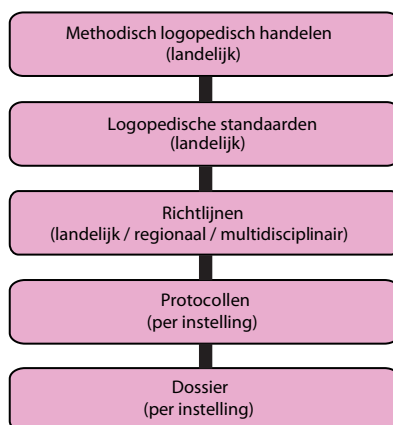 Methodisch logopedisch handelen
(landelijk)
Logopedische standaarden
(landelijk)
Richtlijnen
(landelijk / regionaal / multidisciplinair)
Protocollen
(per instelling)
Dossier
(per instelling)